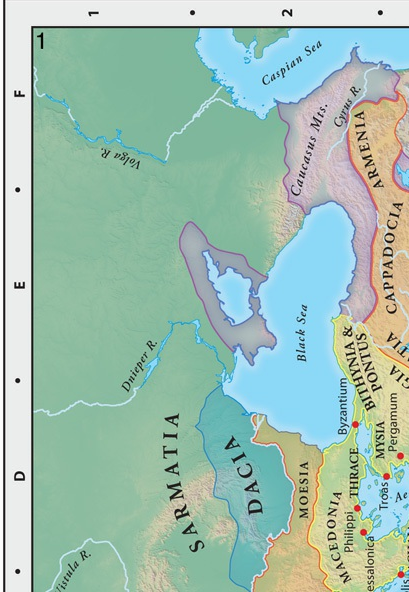 1
1
2
F
E
D
Caspian Sea
Volga R.
Cyrus R.
Caucasus Mts.
ARMENIA
CAPPADOCIA
Black Sea
Dnieper R.
SARMATIA
DACIA
MOESIA
BITHYNIA &
PONTUS
Byzantium
THRACE
MYSIA
Pergamum
Troas
MACEDONIA
Philippi